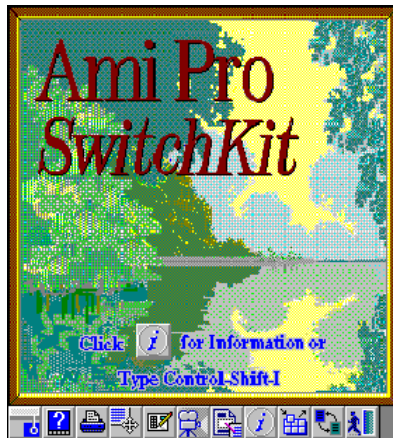 Ami Pro
SwitchKit
Click i for Information or
Type Control-Shift-I
?
i